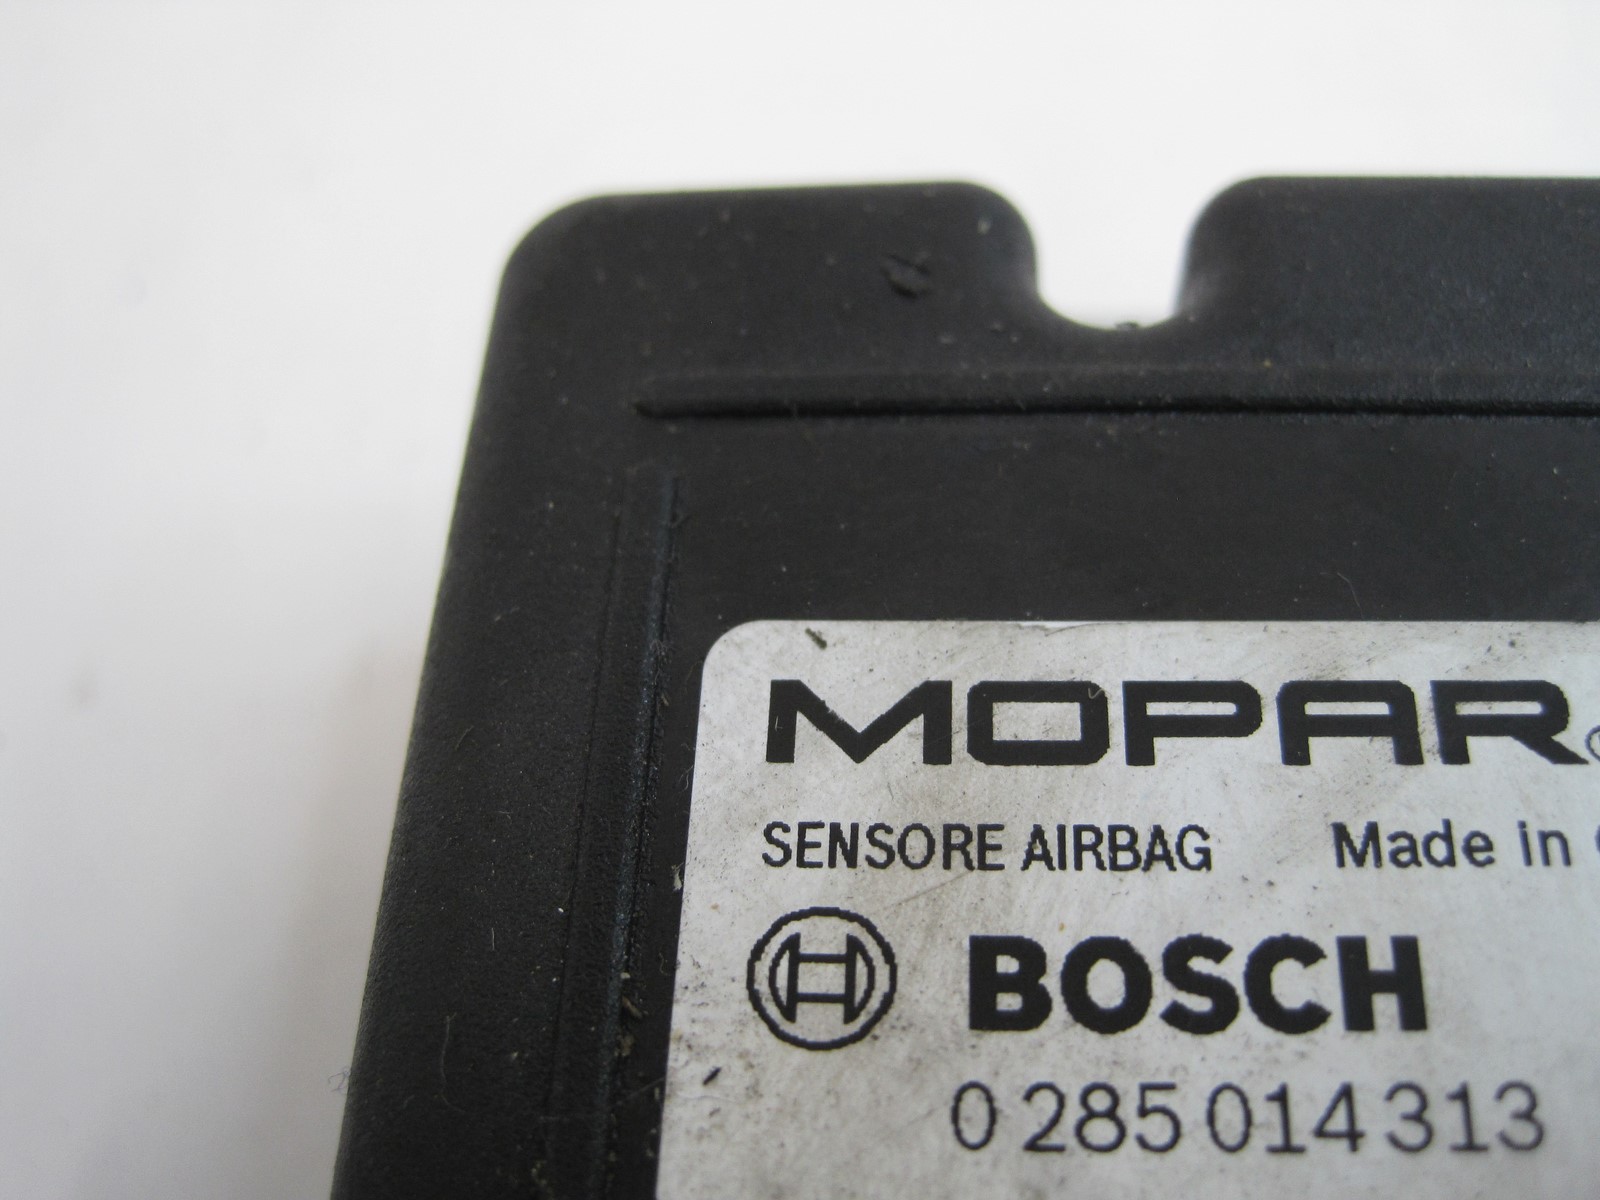 MOPAR
SENSORE AIRBAG Made in
BOSCH
0 285 014 313